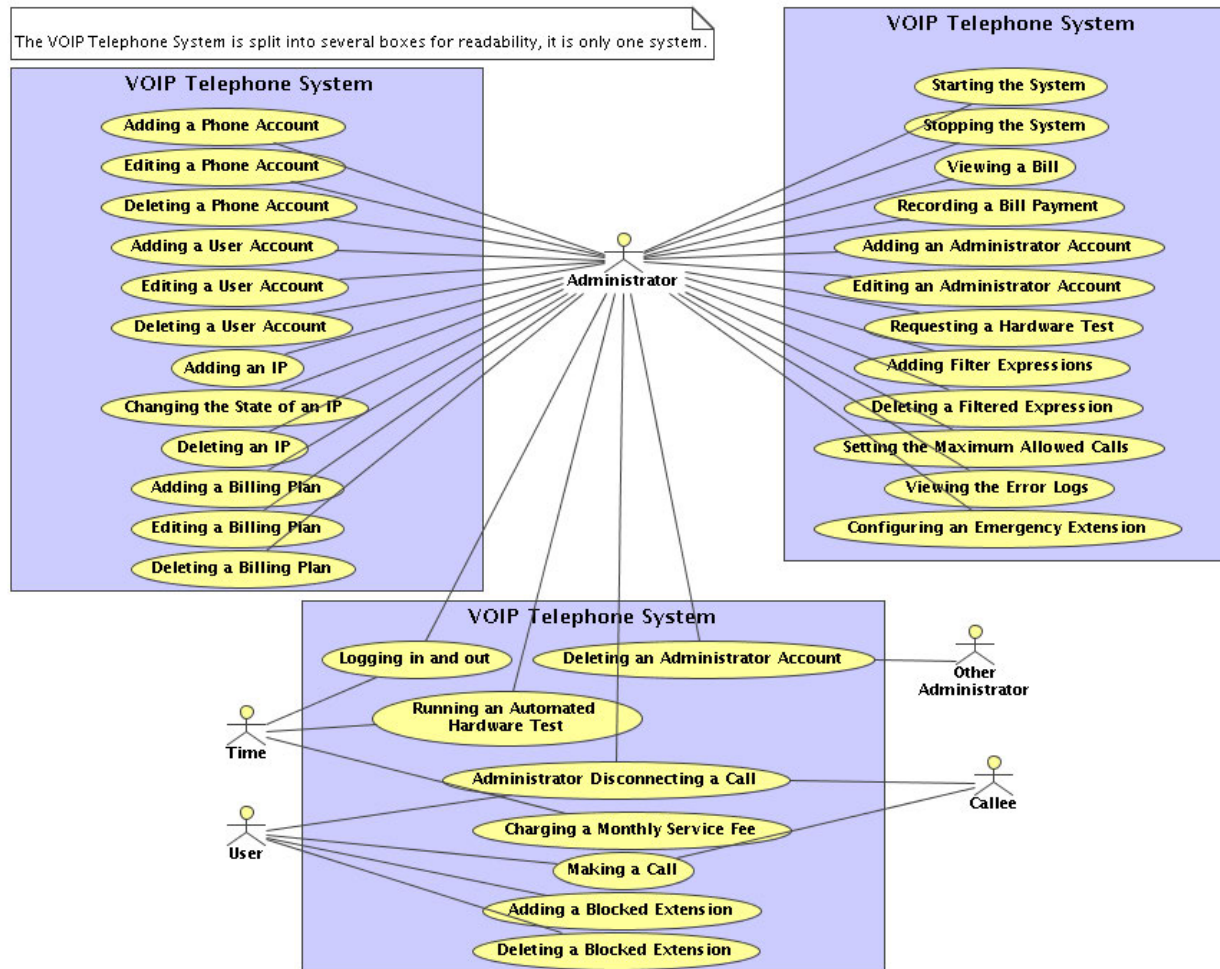 The VOIP Telephone System is split into several boxes for readability, it is only one system.
VOIP Telephone System
Adding a Phone Account
Editing a Phone Account
Deleting a Phone Account
Adding a User Account
Editing a User Account
Deleting a User Account
Adding an IP
Changing the State of an IP
Deleting an IP
Adding a Billing Plan
Editing a Billing Plan
Deleting a Billing Plan
Administrator
VOIP Telephone System
Starting the System
Stopping the System
Viewing a Bill
Recording a Bill Payment
Adding an Administrator Account
Editing an Administrator Account
Requesting a Hardware Test
Adding Filter Expressions
Deleting a Filtered Expression
Setting the Maximum Allowed Calls
Viewing the Error Logs
Configuring an Emergency Extension
VOIP Telephone System
Logging in and out
Deleting an Administrator Account
Other
Administrator
Running an Automated
Hardware Test
Time
Administrator Disconnecting a Call
Callee
Charging a Monthly Service Fee
User
Making a Call
Adding a Blocked Extension
Deleting a Blocked Extension